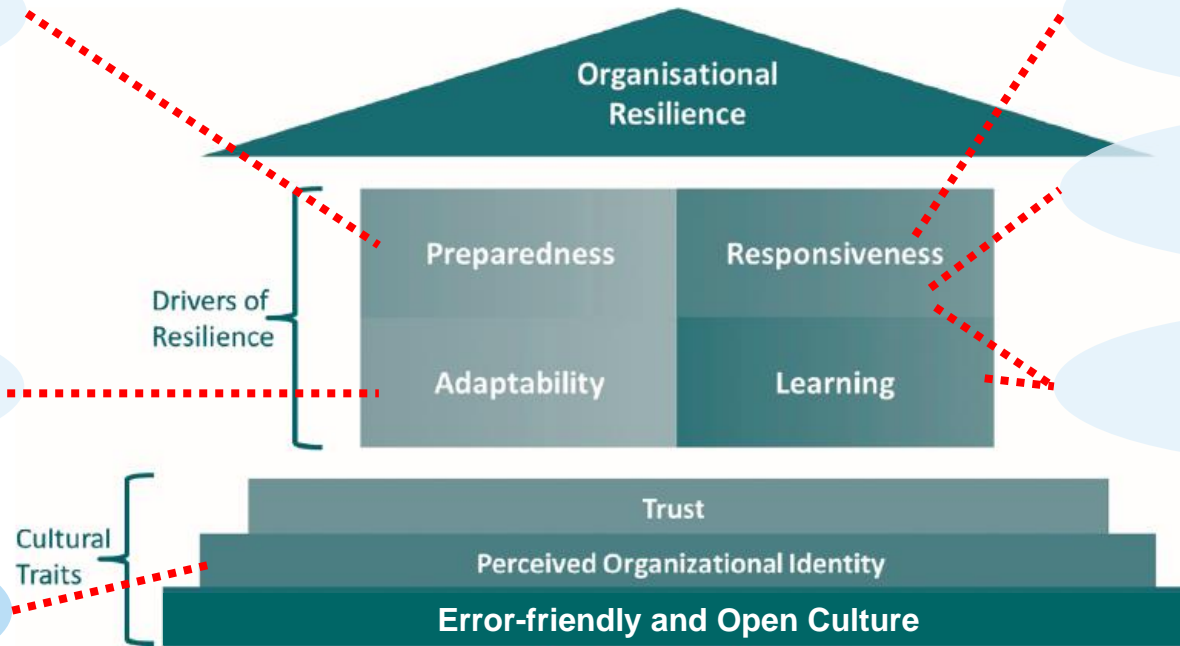 Organisational
Resilience
Preparedness
Responsiveness
Drivers of
Resilience
Adaptability
Learning
Trust
Cultural
Traits
Perceived Organizational Identity
Error-friendly and Open Culture